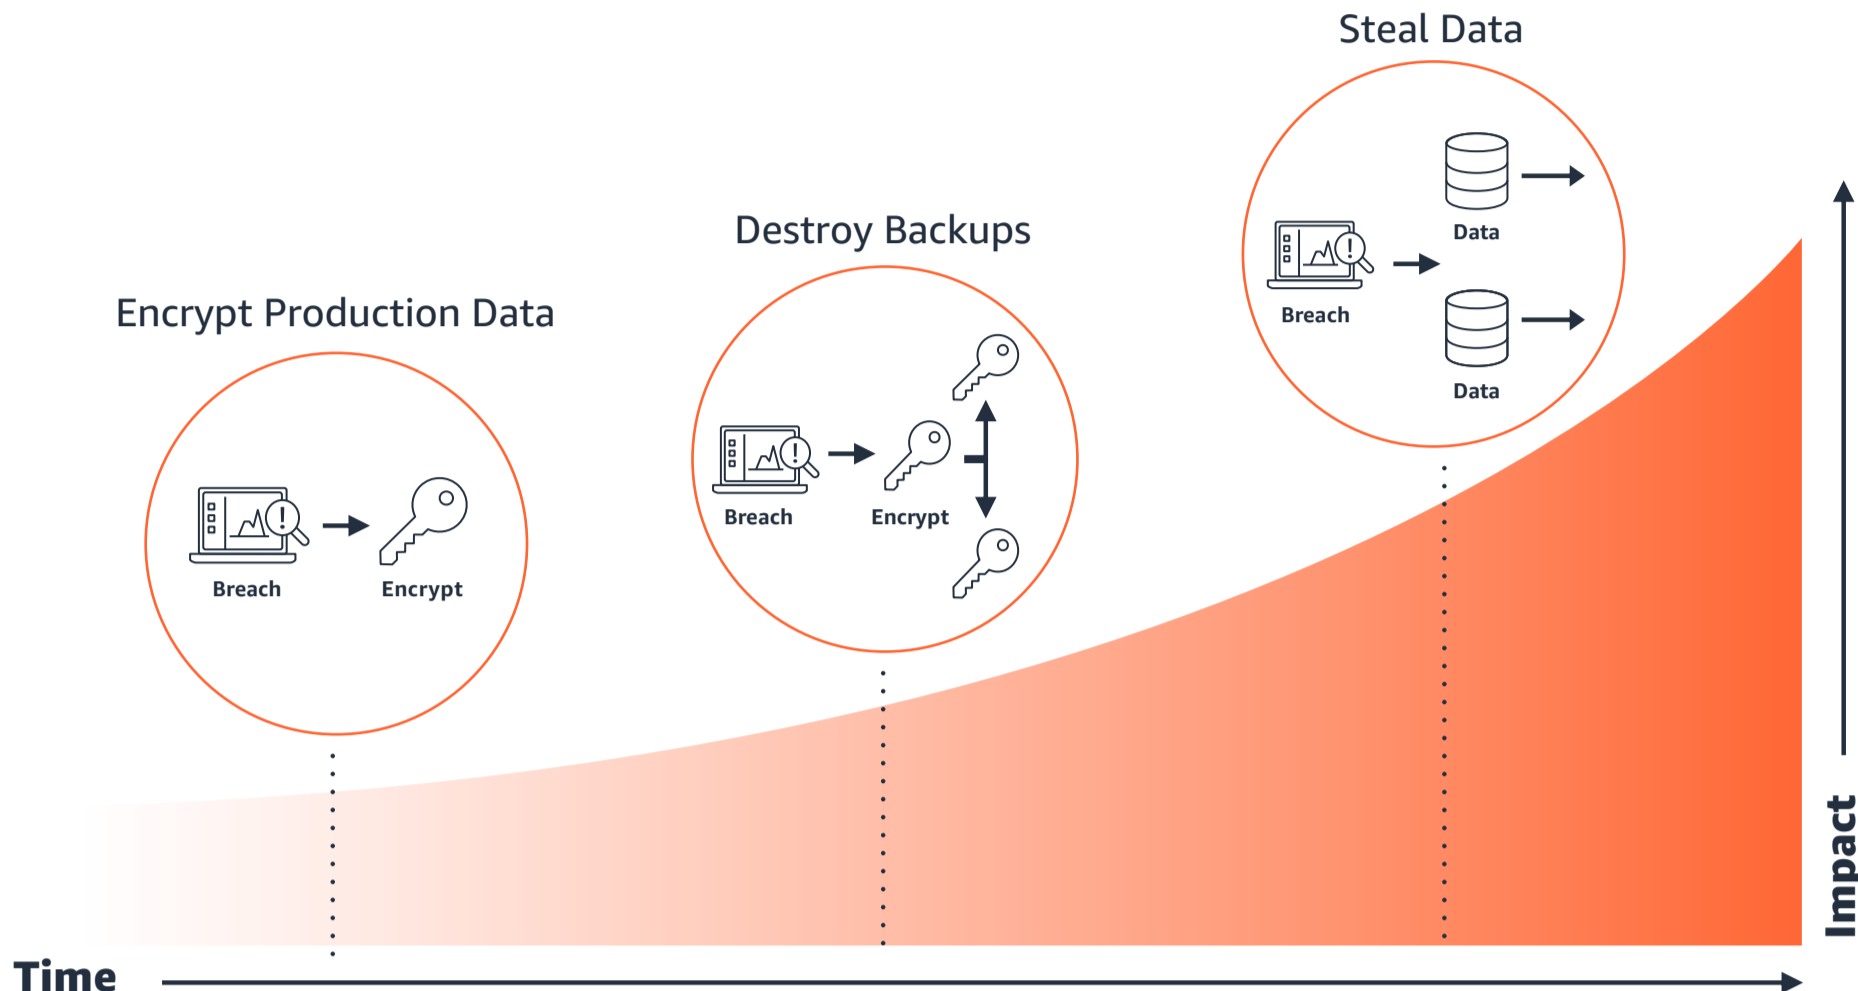 Steal Data
Data
Breach
Data
Destroy Backups
Breach
Encrypt
Encrypt Production Data
Breach
Encrypt
Impact
Time